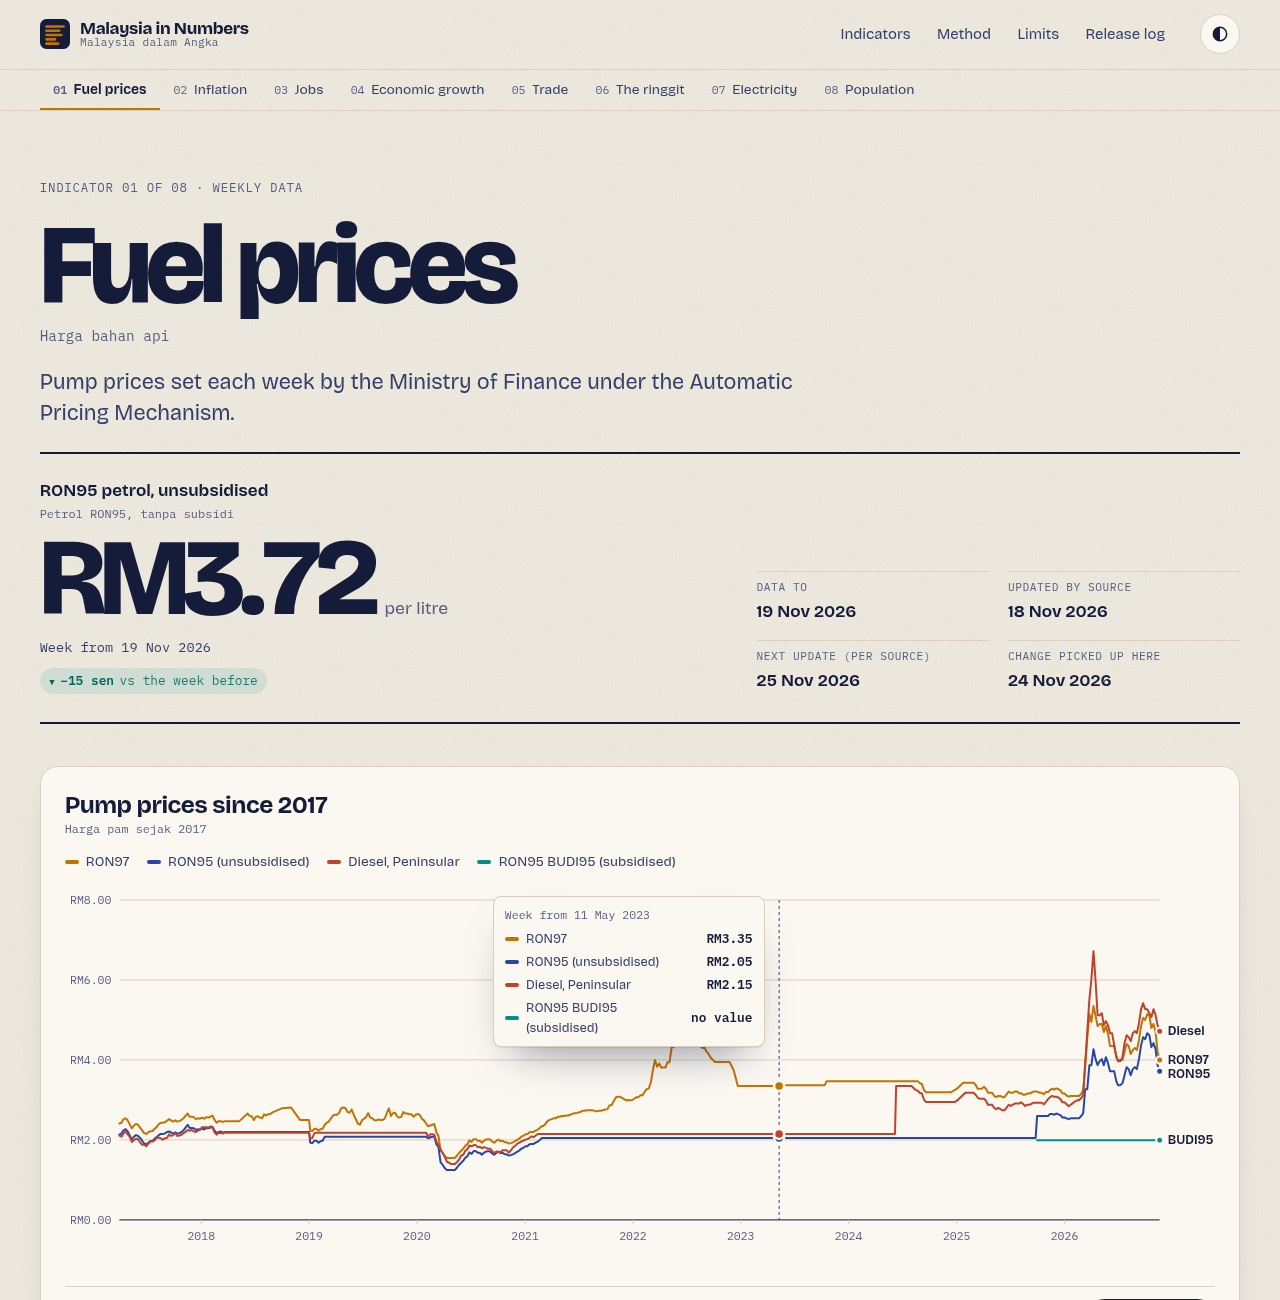 Malaysia in Numbers
Malaysia dalam Angka
Indicators
Method
Limits
Release log
01 Fuel prices
02 Inflation
03 Jobs
04 Economic growth
05 Trade
06 The ringgit
07 Electricity
08 Population
INDICATOR 01 OF 08 · WEEKLY DATA
Fuel prices
Harga bahan api
Pump prices set each week by the Ministry of Finance under the Automatic
Pricing Mechanism.
RON95 petrol, unsubsidised
Petrol RON95, tanpa subsidi
RM3.72 per litre
Week from 19 Nov 2026
▼ −15 sen vs the week before
DATA TO
19 Nov 2026
UPDATED BY SOURCE
18 Nov 2026
NEXT UPDATE (PER SOURCE)
25 Nov 2026
CHANGE PICKED UP HERE
24 Nov 2026
Pump prices since 2017
Harga pam sejak 2017
RON97
RON95 (unsubsidised)
Diesel, Peninsular
RON95 BUDI95 (subsidised)
RM8.00
RM6.00
RM4.00
RM2.00
RM0.00
Week from 11 May 2023
RON97 RM3.35
RON95 (unsubsidised) RM2.05
Diesel, Peninsular RM2.15
RON95 BUDI95
(subsidised) no value
Diesel
RON97
RON95
BUDI95
2018
2019
2020
2021
2022
2023
2024
2025
2026